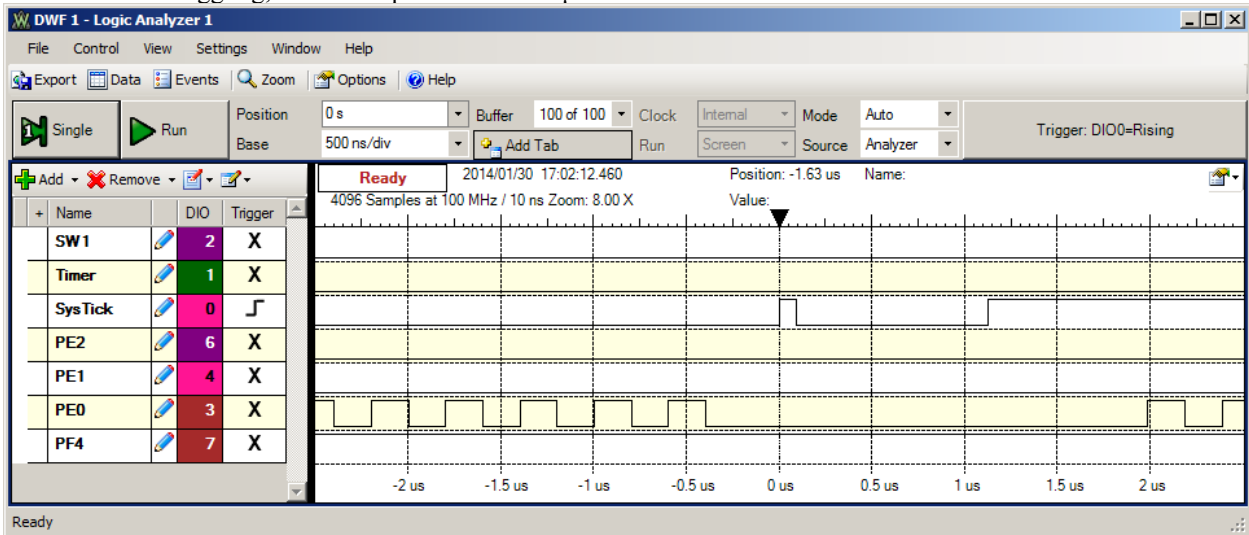 DWF 1 - Logic Analyzer 1
File Control View Settings Window Help
Export Data Events Zoom Options Help
Single Run Position 0 s Buffer 100 of 100 Clock Internal Mode Auto Trigger: DIO0=Rising
Base 500 ns/div Add Tab Run Screen Source Analyzer
Add Remove Ready 2014/01/30 17:02:12.460 Position: -1.63 us Name:
4096 Samples at 100 MHz / 10 ns Zoom: 8.00 X Value:
+ Name DIO Trigger
SW1 2 X
Timer 1 X
SysTick 0
PE2 6 X
PE1 4 X
PE0 3 X
PF4 7 X
-2 us -1.5 us -1 us -0.5 us 0 us 0.5 us 1 us 1.5 us 2 us
Ready